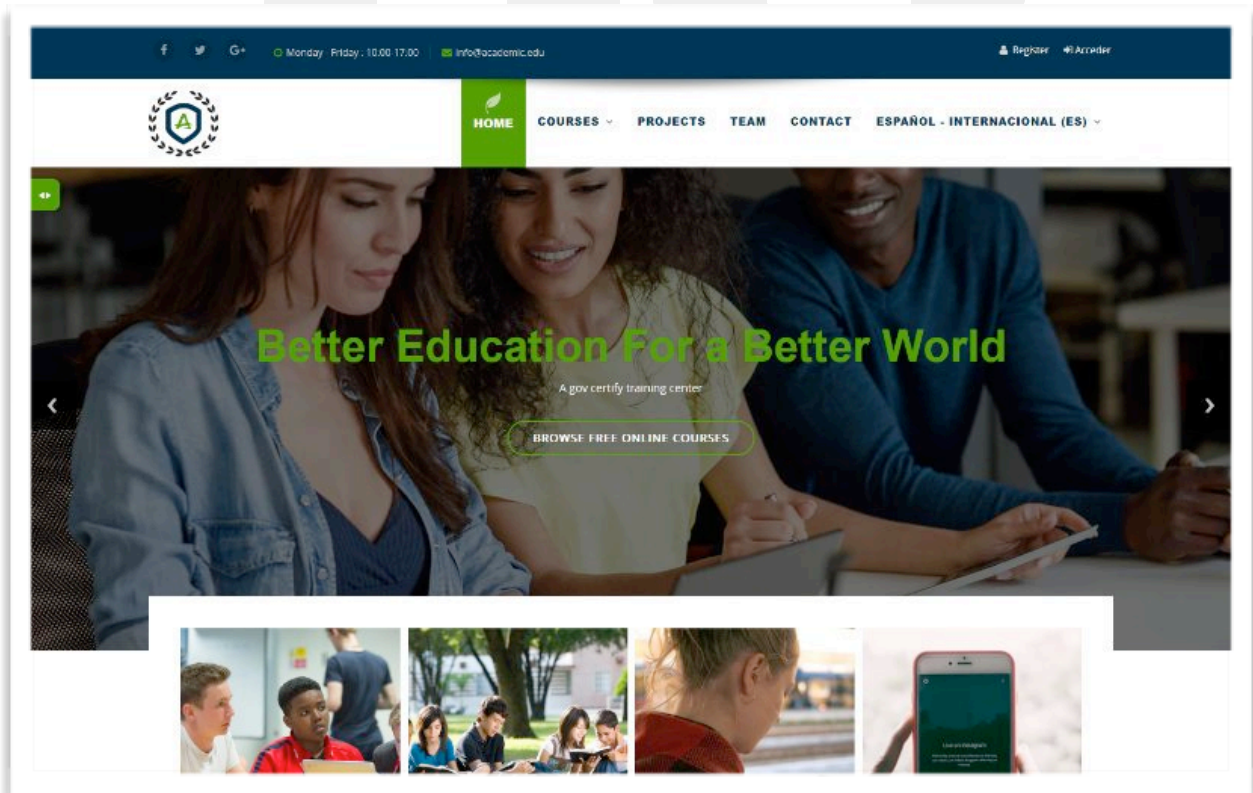 Monday - Friday : 10.00-17.00
info@academic.edu
Register
Acceder
A
HOME
COURSES
PROJECTS
TEAM
CONTACT
ESPAÑOL - INTERNACIONAL (ES)
Better Education For a Better World
A gov certify training center
BROWSE FREE ONLINE COURSES